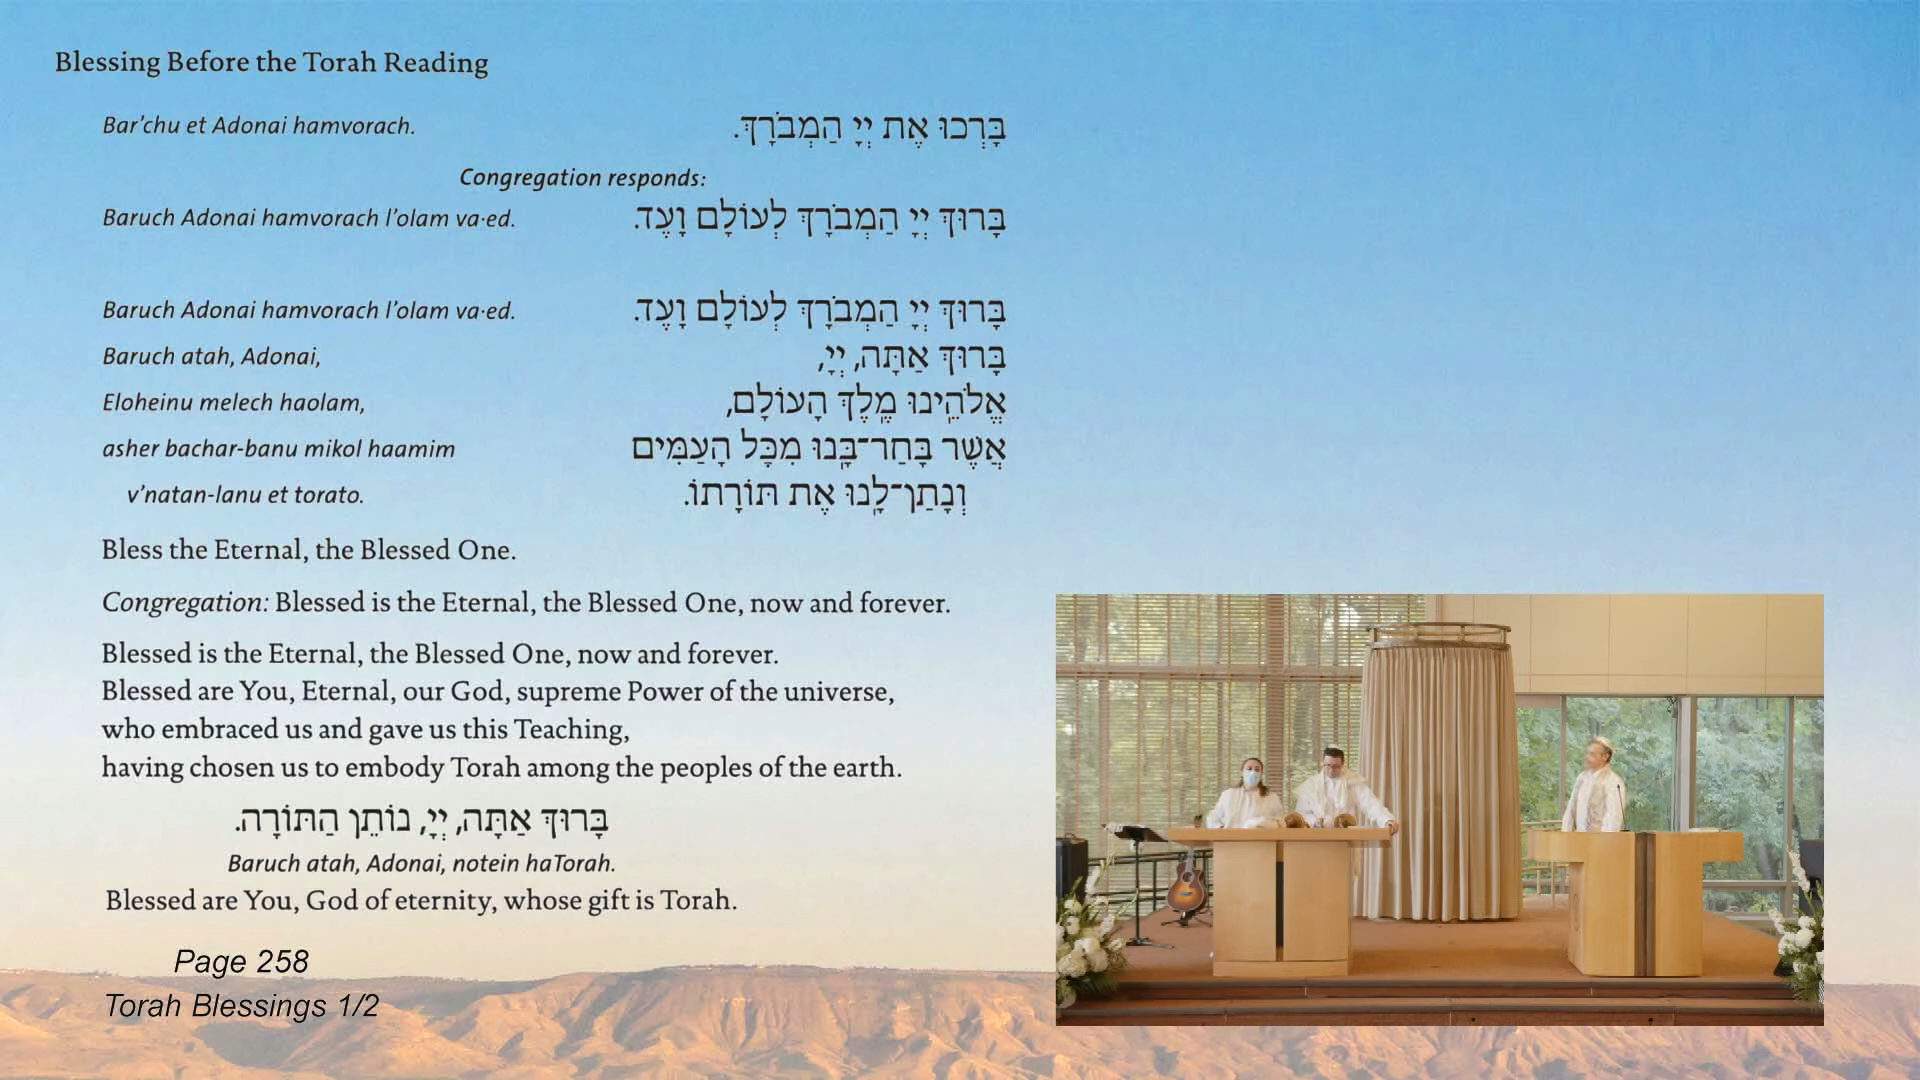 Blessing Before the Torah Reading
Bar’chu et Adonai hamvorach.
בָּרְכוּ אֶת יְיָ הַמְבֹרָךְ.
Congregation responds:
Baruch Adonai hamvorach l’olam va·ed.
בָּרוּךְ יְיָ הַמְבֹרָךְ לְעוֹלָם וָעֶד.
Baruch Adonai hamvorach l’olam va·ed.
בָּרוּךְ יְיָ הַמְבֹרָךְ לְעוֹלָם וָעֶד.
Baruch atah, Adonai,
בָּרוּךְ אַתָּה, יְיָ,
Eloheinu melech haolam,
אֱלֹהֵֽינוּ מֶֽלֶךְ הָעוֹלָם,
asher bachar-banu mikol haamim
אֲשֶׁר בָּחַר־בָּֽנוּ מִכׇּל הָעַמִּים
v’natan-lanu et torato.
וְנָתַן־לָֽנוּ אֶת תּוֹרָתוֹ.
Bless the Eternal, the Blessed One.
Congregation: Blessed is the Eternal, the Blessed One, now and forever.
Blessed is the Eternal, the Blessed One, now and forever.
Blessed are You, Eternal, our God, supreme Power of the universe,
who embraced us and gave us this Teaching,
having chosen us to embody Torah among the peoples of the earth.
בָּרוּךְ אַתָּה, יְיָ, נוֹתֵן הַתּוֹרָה.
Baruch atah, Adonai, notein haTorah.
Blessed are You, God of eternity, whose gift is Torah.
Page 258
Torah Blessings 1/2